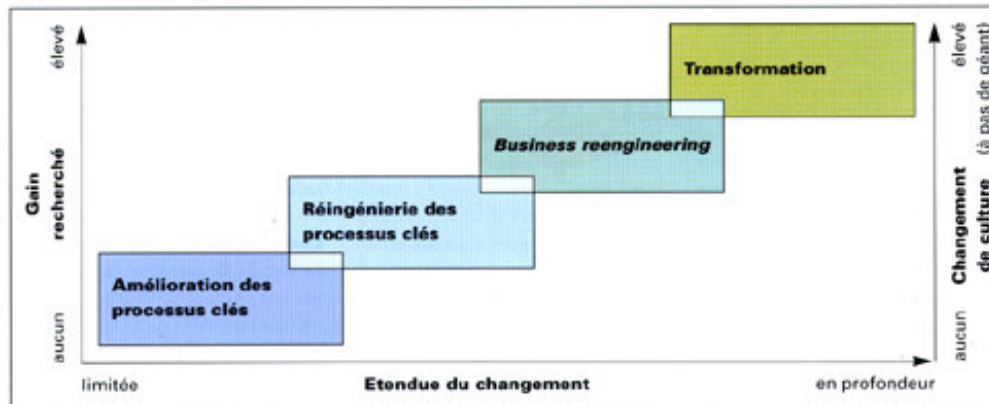 élevé
(à pas de géant)
élevé
Transformation
Business reengineering
Gain
recherché
Changement
de culture
Réingénierie des
processus clés
Amélioration des
processus clés
aucun
aucun
limitée
Etendue du changement
en profondeur